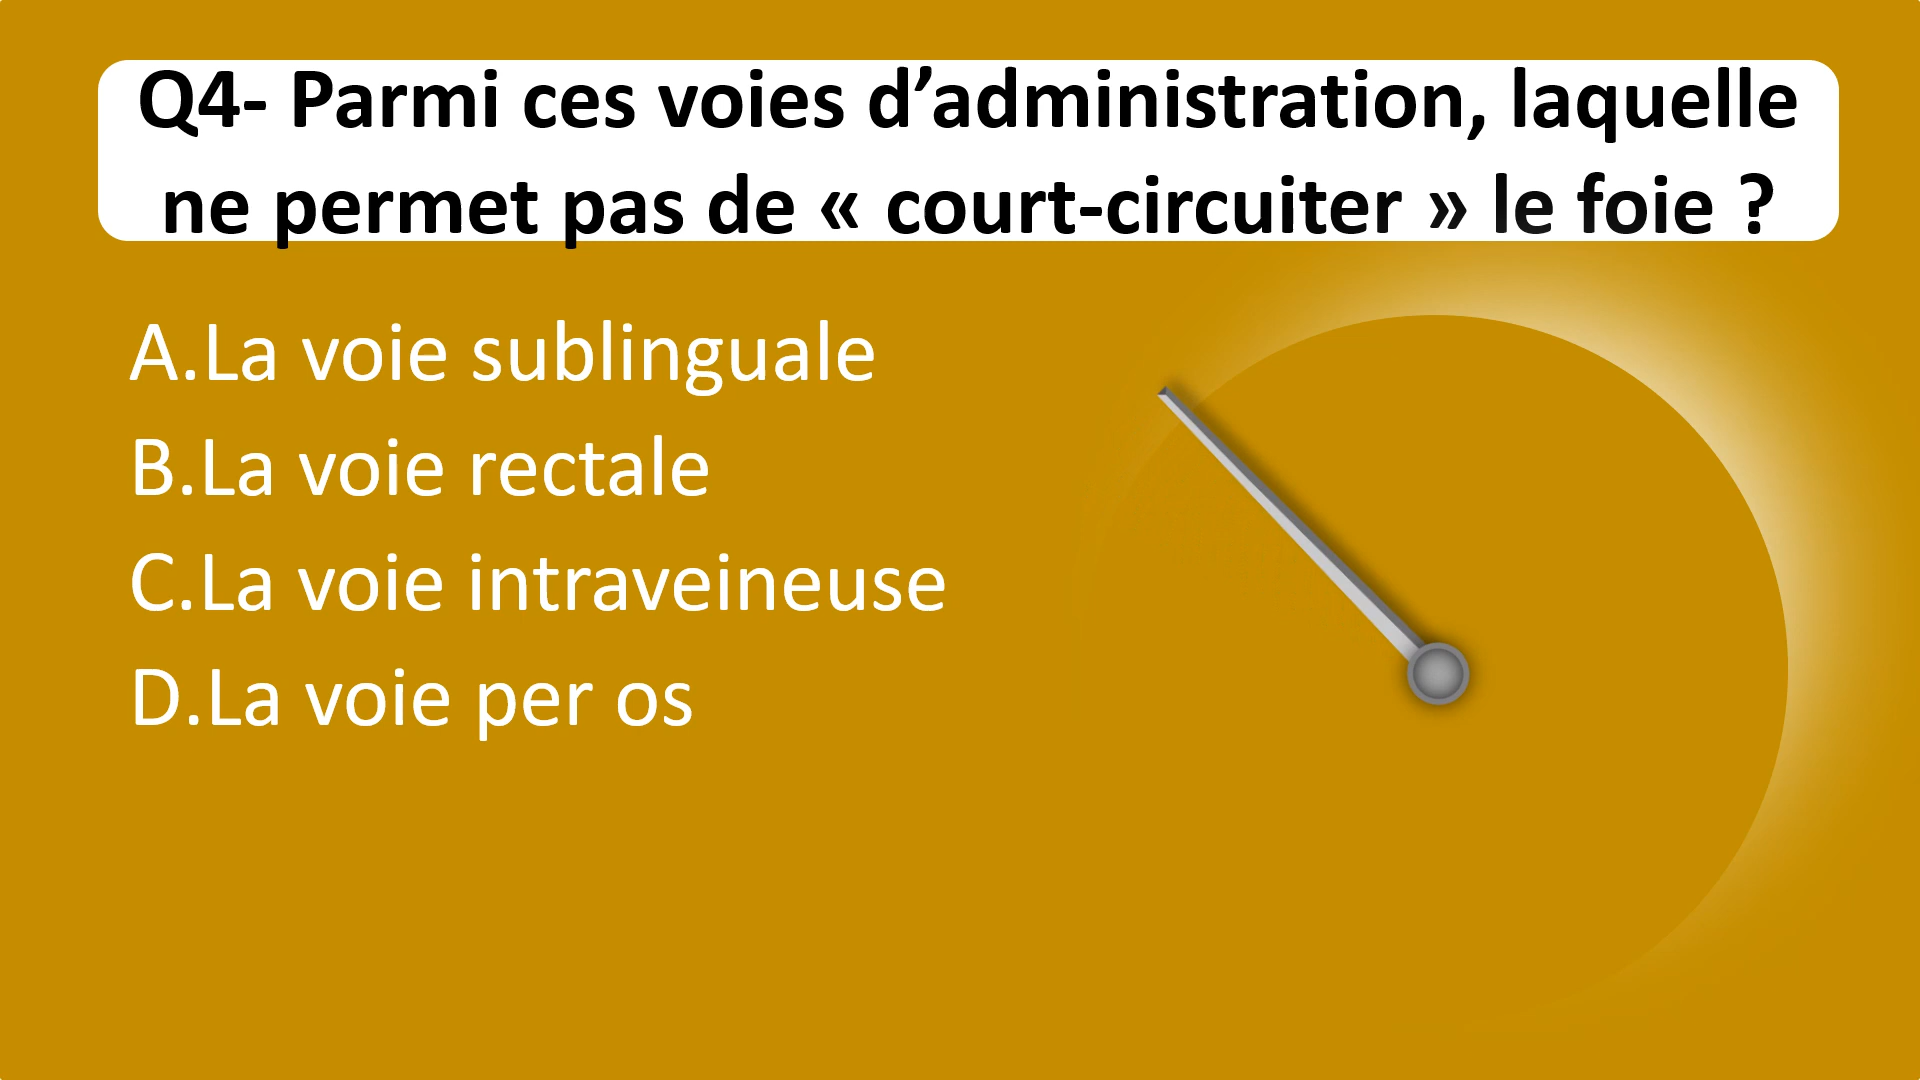 Q4- Parmi ces voies d’administration, laquelle
ne permet pas de « court-circuiter » le foie ?
A.La voie sublinguale
B.La voie rectale
C.La voie intraveineuse
D.La voie per os